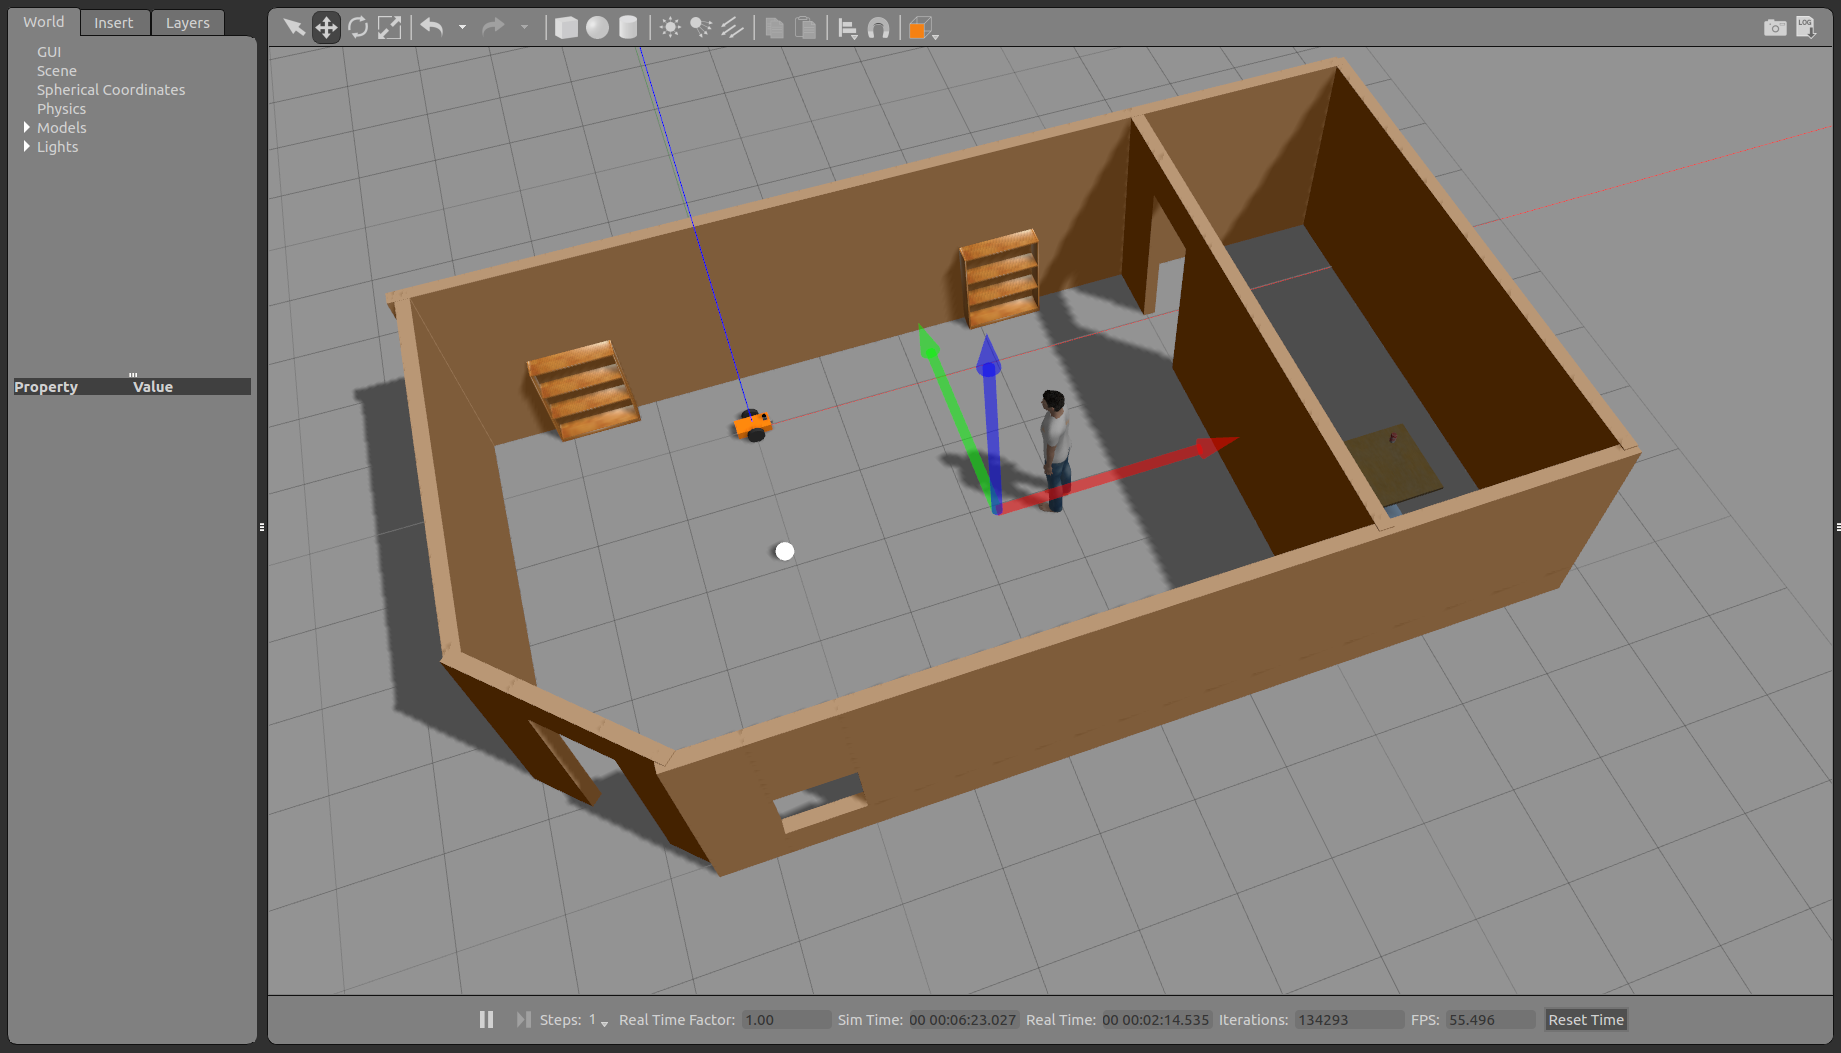 World Insert Layers
GUI
Scene
Spherical Coordinates
Physics
Models
Lights
Property Value
LOG
Steps: 1 Real Time Factor: 1.00 Sim Time: 00 00:06:23.027 Real Time: 00 00:02:14.535 Iterations: 134293 FPS: 55.496 Reset Time